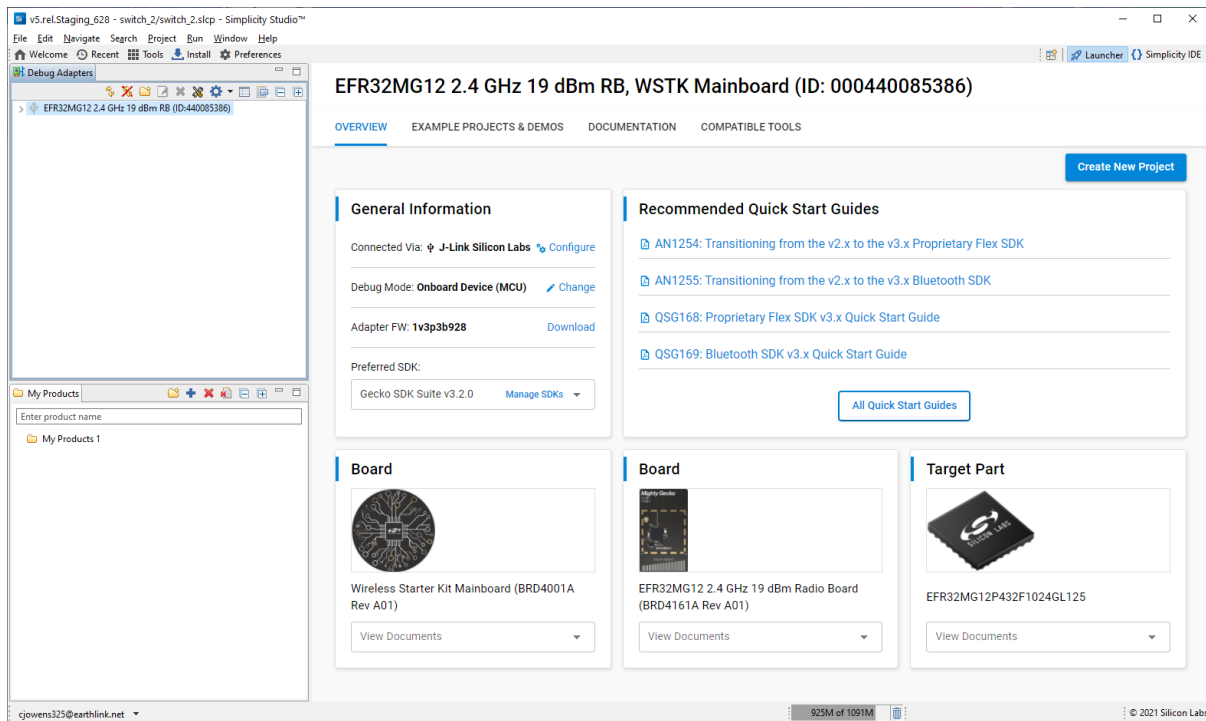 v5.rel.Staging_628 - switch_2/switch_2.slcp - Simplicity Studio™
File Edit Navigate Search Project Run Window Help
Welcome Recent Tools Install Preferences
Launcher {} Simplicity IDE
Debug Adapters
EFR32MG12 2.4 GHz 19 dBm RB (ID:440085386)
EFR32MG12 2.4 GHz 19 dBm RB, WSTK Mainboard (ID: 000440085386)
OVERVIEW EXAMPLE PROJECTS & DEMOS DOCUMENTATION COMPATIBLE TOOLS
Create New Project
General Information
Connected Via: J-Link Silicon Labs Configure
Debug Mode: Onboard Device (MCU) Change
Adapter FW: 1v3p3b928 Download
Preferred SDK:
Gecko SDK Suite v3.2.0 Manage SDKs
Recommended Quick Start Guides
AN1254: Transitioning from the v2.x to the v3.x Proprietary Flex SDK
AN1255: Transitioning from the v2.x to the v3.x Bluetooth SDK
QSG168: Proprietary Flex SDK v3.x Quick Start Guide
QSG169: Bluetooth SDK v3.x Quick Start Guide
All Quick Start Guides
My Products
Enter product name
My Products 1
Board
Wireless Starter Kit Mainboard (BRD4001A
Rev A01)
View Documents
Board
Mighty Gecko
EFR32MG12 2.4 GHz 19 dBm Radio Board
(BRD4161A Rev A01)
View Documents
Target Part
SILICON LABS
EFR32MG12P432F1024GL125
View Documents
cjowens325@earthlink.net
925M of 1091M
© 2021 Silicon Labs